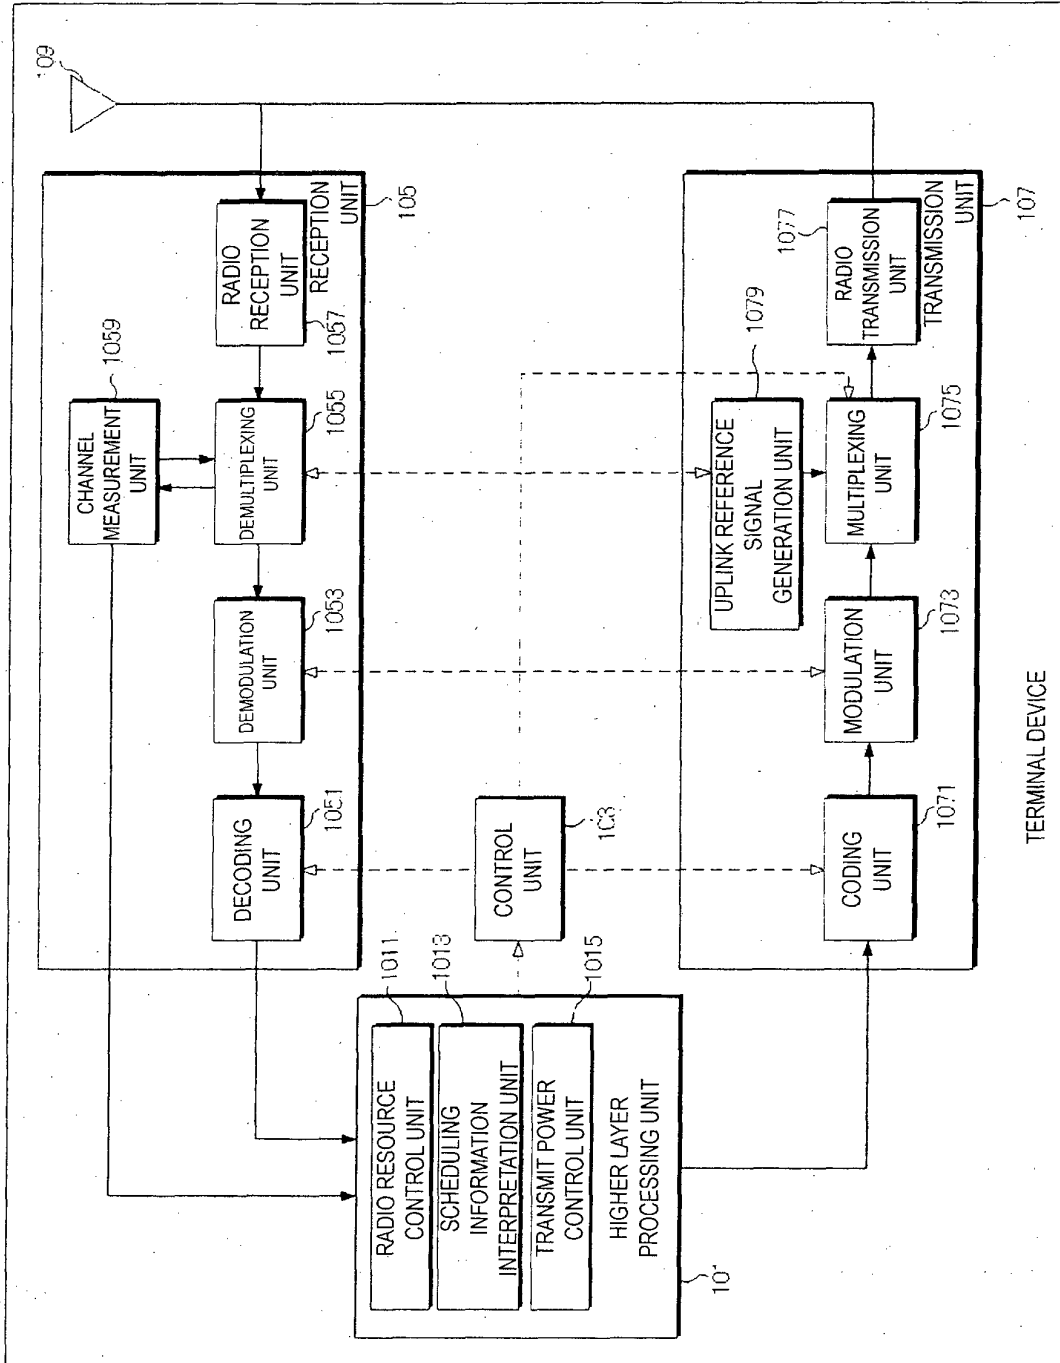 109
RADIO
RECEPTION
UNIT
1057
RECEPTION
UNIT
105
CHANNEL
MEASUREMENT
UNIT
1059
DEMULTIPLEXING
UNIT
1055
DEMODULATION
UNIT
1053
DECODING
UNIT
1051
RADIO RESOURCE
CONTROL UNIT
1011
SCHEDULING
INFORMATION
INTERPRETATION UNIT
1013
TRANSMIT POWER
CONTROL UNIT
1015
HIGHER LAYER
PROCESSING UNIT
101
CONTROL
UNIT
103
UPLINK REFERENCE
SIGNAL
GENERATION UNIT
1079
CODING
UNIT
1071
MODULATION
UNIT
1073
MULTIPLEXING
UNIT
1075
RADIO
TRANSMISSION
UNIT
1077
TRANSMISSION
UNIT
107
TERMINAL DEVICE